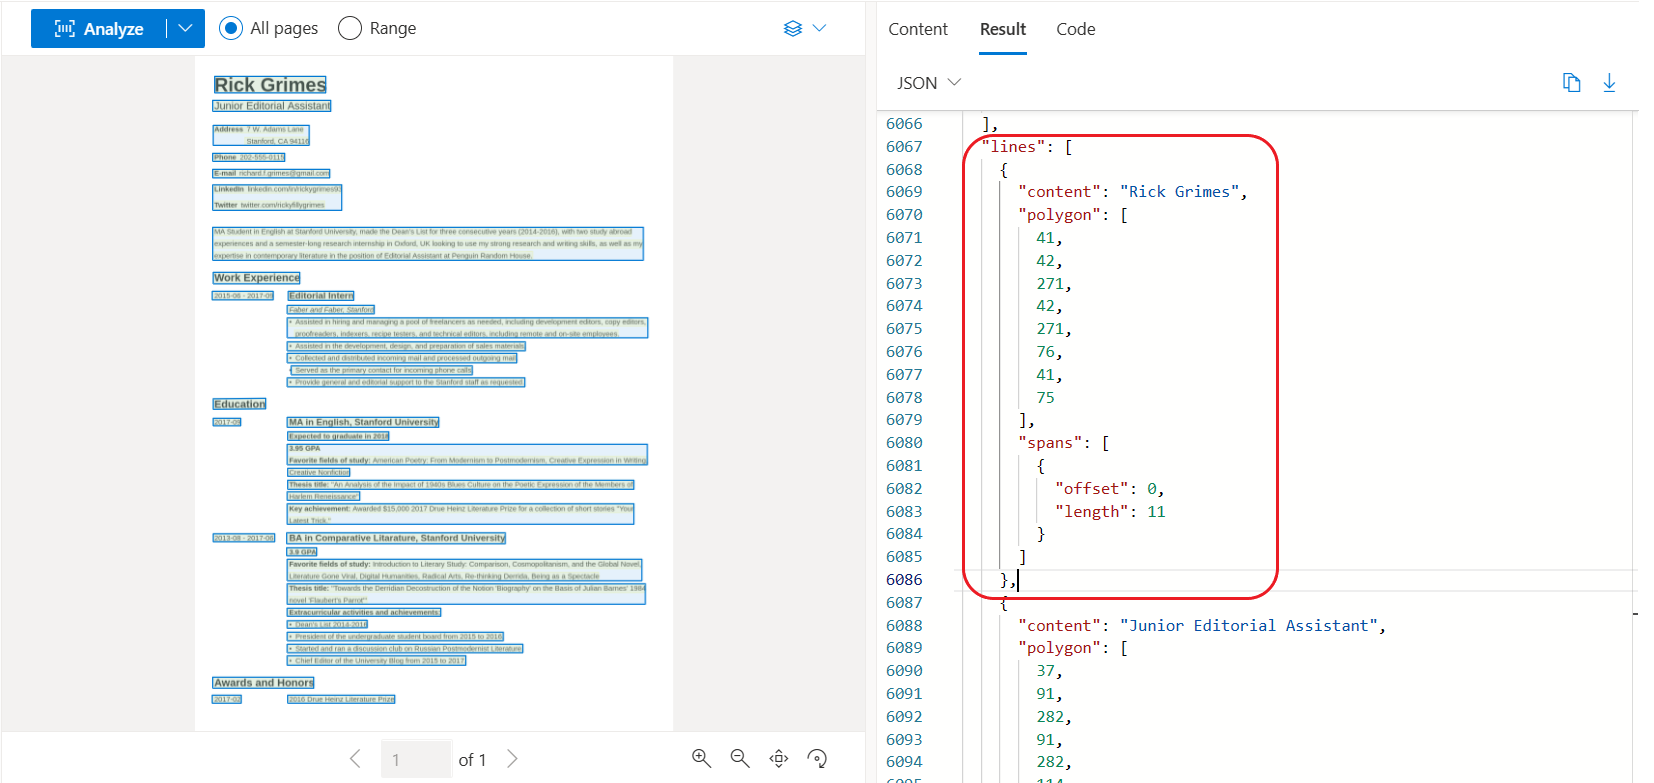 Analyze
All pages
Range
Rick Grimes
Junior Editorial Assistant
Address 7 W. Adams Lane
Stanford, CA 94116
Phone 202-555-0115
E-mail richard.f.grimes@gmail.com
Linkedin linkedin.com/in/rickygrimes93
Twitter twitter.com/rickyfillygrimes
MA Student in English at Stanford University, made the Dean's List for three consecutive years (2014-2016), with two study abroad
experiences and a semester-long research internship in Oxford, UK looking to use my strong research and writing skills, as well as my
expertise in contemporary literature in the position of Editorial Assistant at Penguin Random House.
Work Experience
2015-06 - 2017-09
Editorial Intern
Faber and Faber, Stanford
• Assisted in hiring and managing a pool of freelancers as needed, including development editors, copy editors,
proofreaders, indexers, recipe testers, and technical editors, including remote and on-site employees.
• Assisted in the development, design, and preparation of sales materials
• Collected and distributed incoming mail and processed outgoing mail
• Served as the primary contact for incoming phone calls
• Provide general and editorial support to the Stanford staff as requested
Education
2017-09
MA in English, Stanford University
Expected to graduate in 2018
3.95 GPA
Favorite fields of study: American Poetry: From Modernism to Postmodernism, Creative Expression in Writing,
Creative Nonfiction
Thesis title: "An Analysis of the Impact of 1940s Blues Culture on the Poetic Expression of the Members of
Harlem Reneissance"
Key achievement: Awarded $15,000 2017 Drue Heinz Literature Prize for a collection of short stories "Your
Latest Trick."
2013-08 - 2017-06
BA in Comparative Litarature, Stanford University
3.9 GPA
Favorite fields of study: Introduction to Literary Study: Comparison, Cosmopolitanism, and the Global Novel,
Literature Gone Viral, Digital Humanities, Radical Arts, Re-thinking Derrida, Being as a Spectacle
Thesis title: "Towards the Derridian Decostruction of the Notion 'Biography' on the Basis of Julian Barnes' 1984
novel 'Flaubert's Parrot'"
Extracurricular activities and achievements:
• Dean's List 2014-2016
• President of the undergraduate student board from 2015 to 2016
• Started and ran a discussion club on Russian Postmodernist Literature
• Chief Editor of the University Blog from 2015 to 2017
Awards and Honors
2017-02
2016 Drue Heinz Literature Prize
1 of 1
Content
Result
Code
JSON
6066 ],
6067 "lines": [
6068 {
6069 "content": "Rick Grimes",
6070 "polygon": [
6071 41,
6072 42,
6073 271,
6074 42,
6075 271,
6076 76,
6077 41,
6078 75
6079 ],
6080 "spans": [
6081 {
6082 "offset": 0,
6083 "length": 11
6084 }
6085 ]
6086 },
6087 {
6088 "content": "Junior Editorial Assistant",
6089 "polygon": [
6090 37,
6091 91,
6092 282,
6093 91,
6094 282,